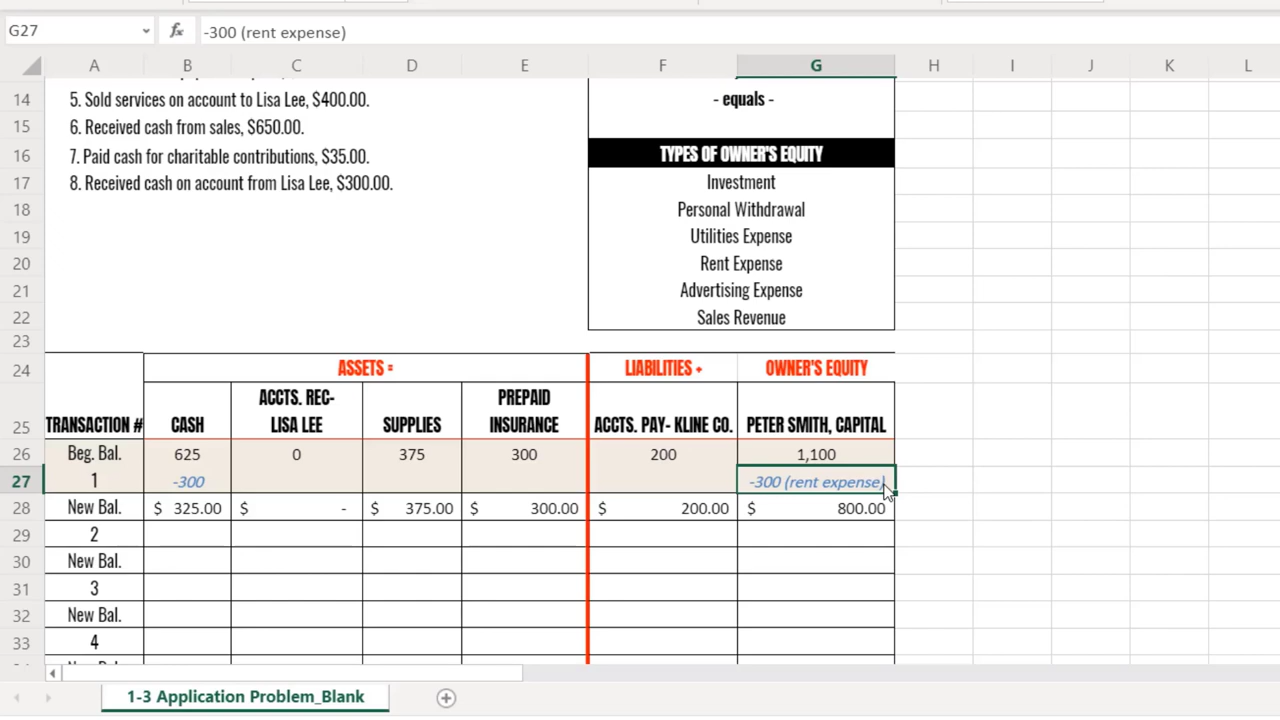 G27
fx
-300 (rent expense)
A B C D E F G H I J K L
14 5. Sold services on account to Lisa Lee, $400.00. - equals -
15 6. Received cash from sales, $650.00.
16 7. Paid cash for charitable contributions, $35.00. TYPES OF OWNER'S EQUITY
17 8. Received cash on account from Lisa Lee, $300.00. Investment
18 Personal Withdrawal
19 Utilities Expense
20 Rent Expense
21 Advertising Expense
22 Sales Revenue
23
24 ASSETS = LIABILITIES + OWNER'S EQUITY
25 TRANSACTION # CASH ACCTS. REC- LISA LEE SUPPLIES PREPAID INSURANCE ACCTS. PAY- KLINE CO. PETER SMITH, CAPITAL
26 Beg. Bal. 625 0 375 300 200 1,100
27 1 -300 -300 (rent expense)
28 New Bal. $ 325.00 $ - $ 375.00 $ 300.00 $ 200.00 $ 800.00
29 2
30 New Bal.
31 3
32 New Bal.
33 4
1-3 Application Problem_Blank